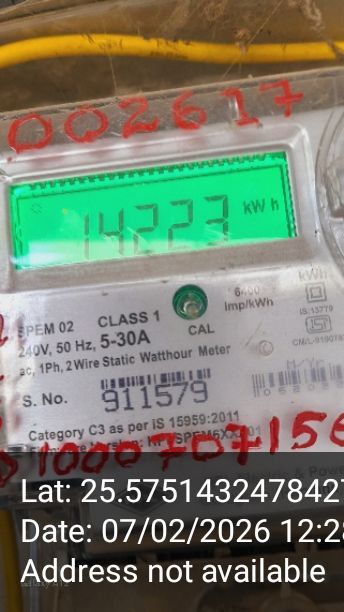 002617
14223 kWh
6400 imp/kWh
kWh
IS:13779
SPEM 02 CLASS 1
240V, 50 Hz, 5-30A
CAL
ac, 1Ph, 2 Wire Static Watthour Meter
S. No. 911579
Category C3 as per IS 15959:2011
Lat: 25.5751432478427
Date: 07/02/2026 12:28
Address not available